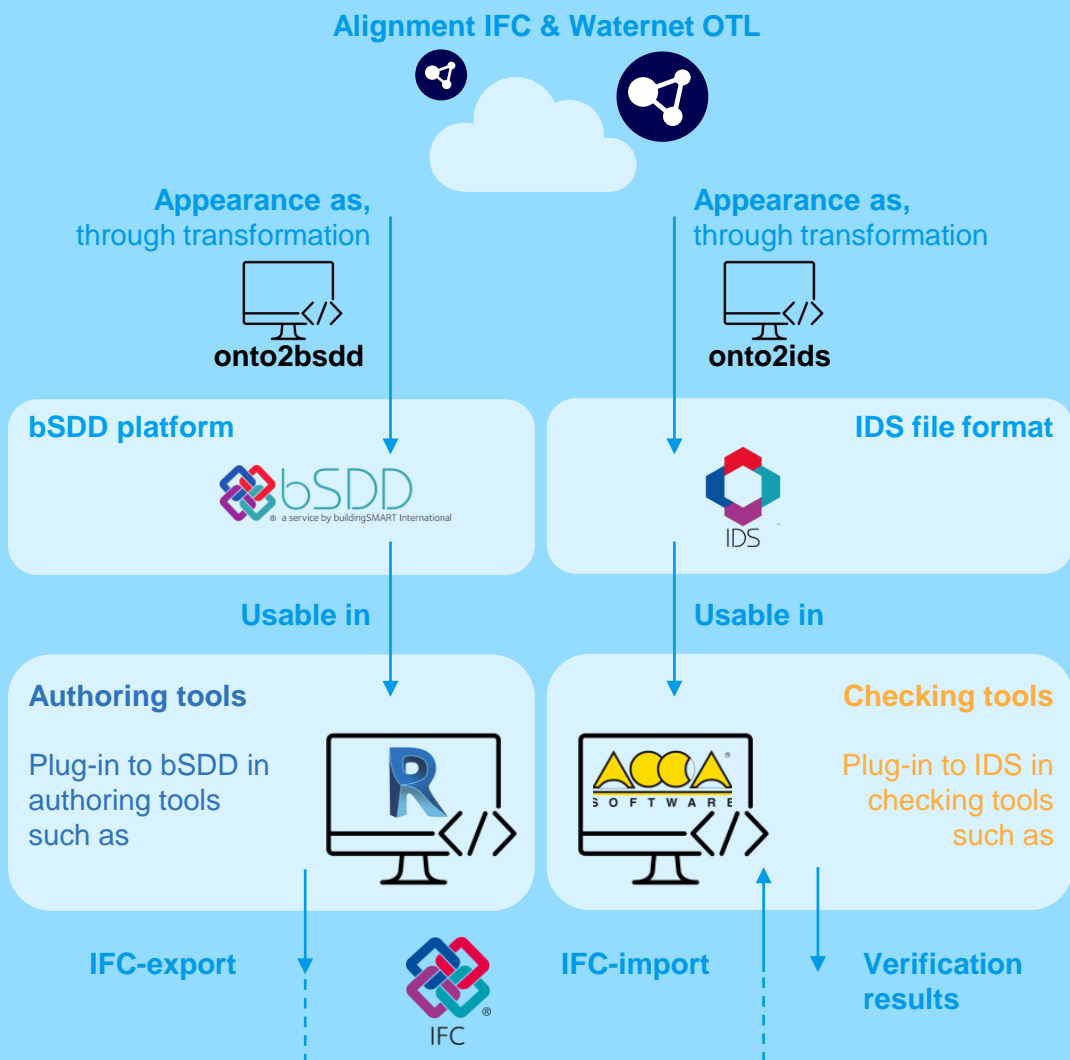 Alignment IFC & Waternet OTL
Appearance as,
through transformation
</>
onto2bsdd
Appearance as,
through transformation
</>
onto2ids
bSDD platform
bSDD
® a service by buildingSMART International
IDS file format
IDS
Usable in
Usable in
Authoring tools
Plug-in to bSDD in
authoring tools
such as
R
</>
Checking tools
Plug-in to IDS in
checking tools
such as
ACCA®
SOFTWARE
</>
IFC-export
®
IFC
IFC-import
Verification
results